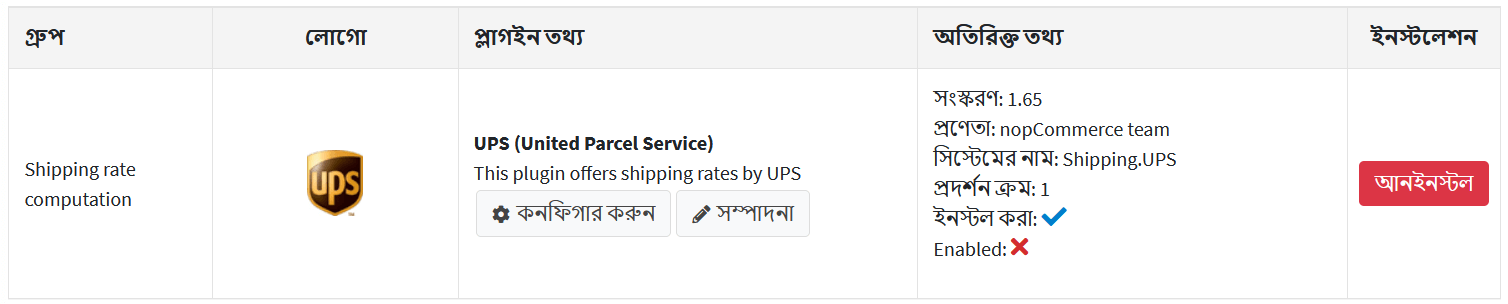 গ্রুপ
লোগো
প্লাগইন তথ্য
অতিরিক্ত তথ্য
ইনস্টলেশন
Shipping rate
computation
ups
UPS (United Parcel Service)
This plugin offers shipping rates by UPS
কনফিগার করুন
সম্পাদনা
সংস্করণ: 1.65
প্রণেতা: nopCommerce team
সিস্টেমের নাম: Shipping.UPS
প্রদর্শন ক্রম: 1
ইনস্টল করা:
Enabled:
আনইনস্টল